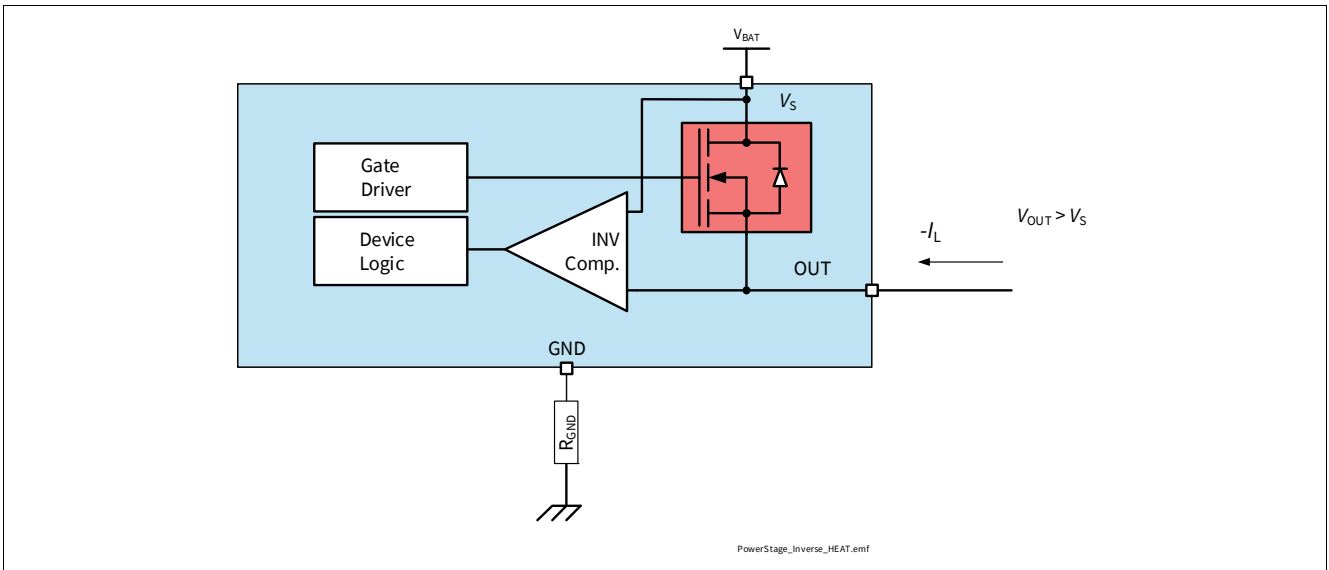 VBAT
VS
Gate
Driver
Device
Logic
INV
Comp.
OUT
-IL
VOUT > VS
GND
RGND
PowerStage_Inverse_HEAT.emf